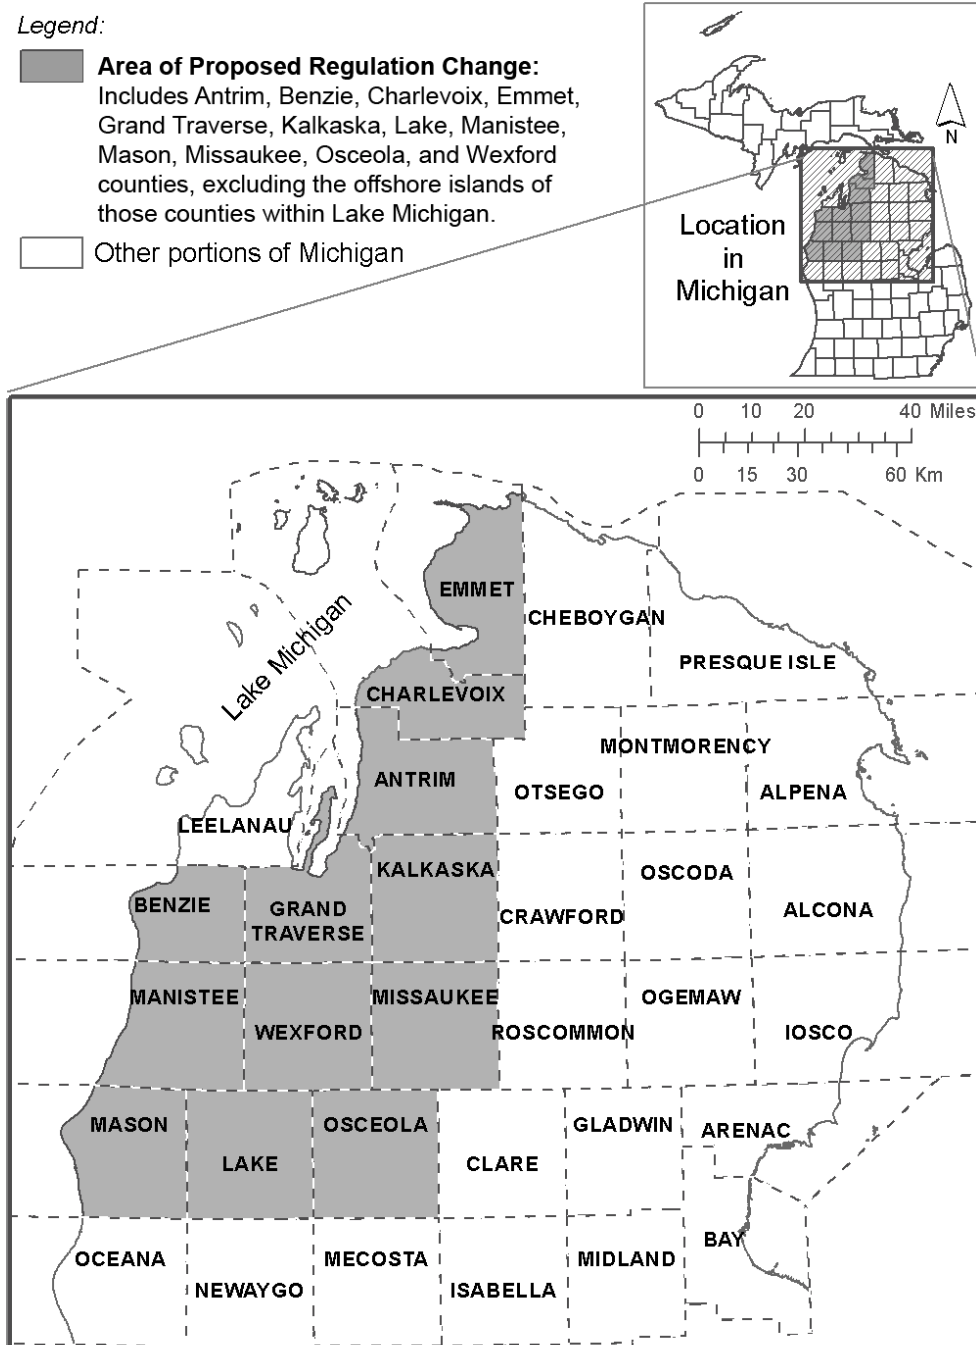 Legend:
Area of Proposed Regulation Change:
Includes Antrim, Benzie, Charlevoix, Emmet,
Grand Traverse, Kalkaska, Lake, Manistee,
Mason, Missaukee, Osceola, and Wexford
counties, excluding the offshore islands of
those counties within Lake Michigan.
Other portions of Michigan
N
Location
in
Michigan
0 10 20 40 Miles
0 15 30 60 Km
EMMET
CHEBOYGAN
PRESQUE ISLE
Lake Michigan
CHARLEVOIX
MONTMORENCY
ANTRIM
OTSEGO
ALPENA
LEELANAU
KALKASKA
OSCODA
BENZIE
GRAND
TRAVERSE
CRAWFORD
ALCONA
MANISTEE
MISSAUKEE
OGEMAW
WEXFORD
ROSCOMMON
IOSCO
MASON
OSCEOLA
GLADWIN
ARENAC
LAKE
CLARE
BAY
OCEANA
MECOSTA
MIDLAND
NEWAYGO
ISABELLA